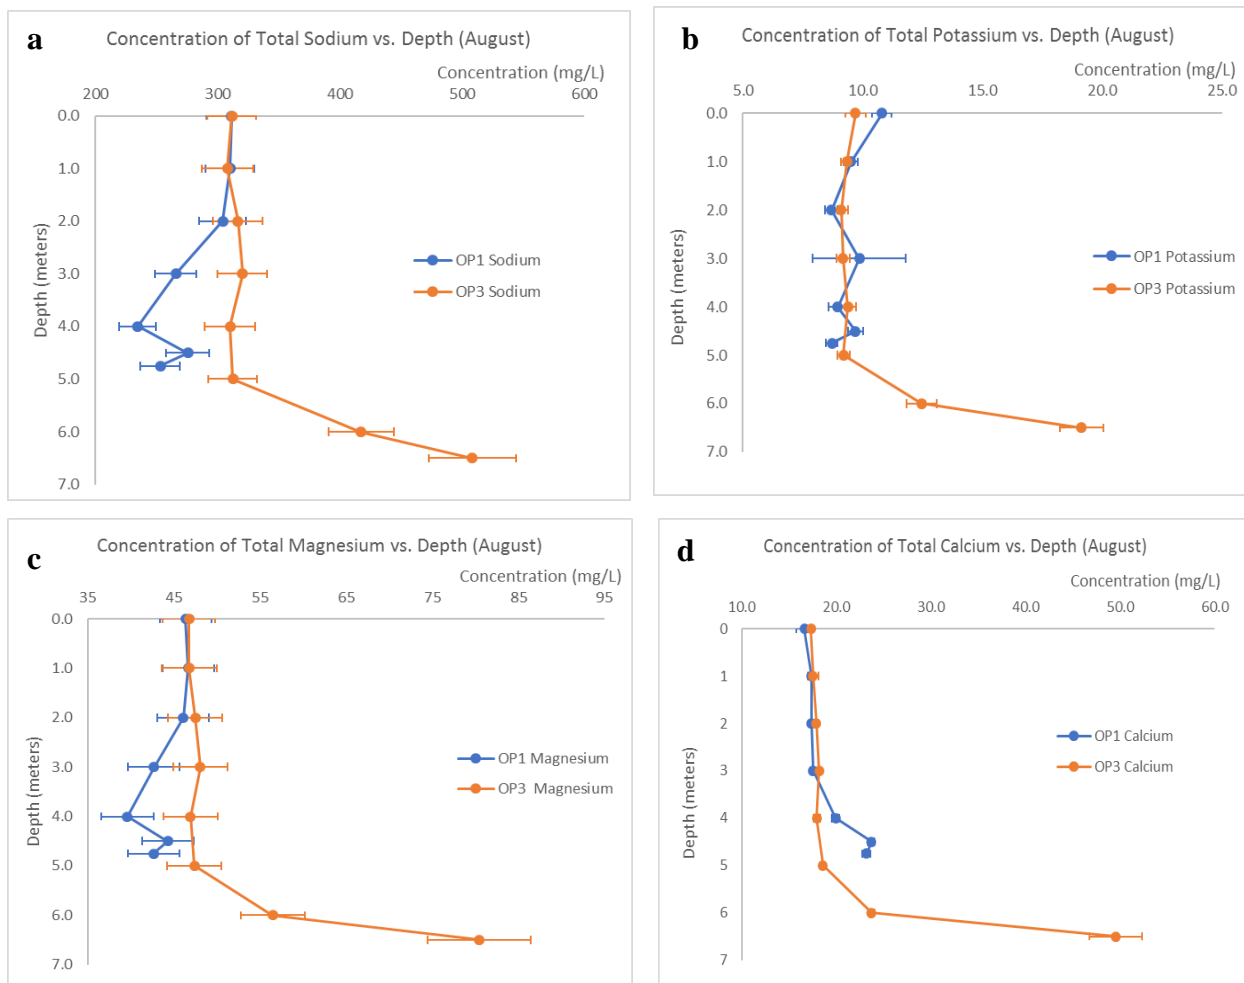 a
Concentration of Total Sodium vs. Depth (August)
Concentration (mg/L)
200 300 400 500 600
0.0
1.0
2.0
3.0
4.0
5.0
6.0
7.0
Depth (meters)
OP1 Sodium
OP3 Sodium
b
Concentration of Total Potassium vs. Depth (August)
Concentration (mg/L)
5.0 10.0 15.0 20.0 25.0
0.0
1.0
2.0
3.0
4.0
5.0
6.0
7.0
Depth (meters)
OP1 Potassium
OP3 Potassium
c
Concentration of Total Magnesium vs. Depth (August)
Concentration (mg/L)
35 45 55 65 75 85 95
0.0
1.0
2.0
3.0
4.0
5.0
6.0
7.0
Depth (meters)
OP1 Magnesium
OP3 Magnesium
d
Concentration of Total Calcium vs. Depth (August)
Concentration (mg/L)
10.0 20.0 30.0 40.0 50.0 60.0
0
1
2
3
4
5
6
7
Depth (meters)
OP1 Calcium
OP3 Calcium